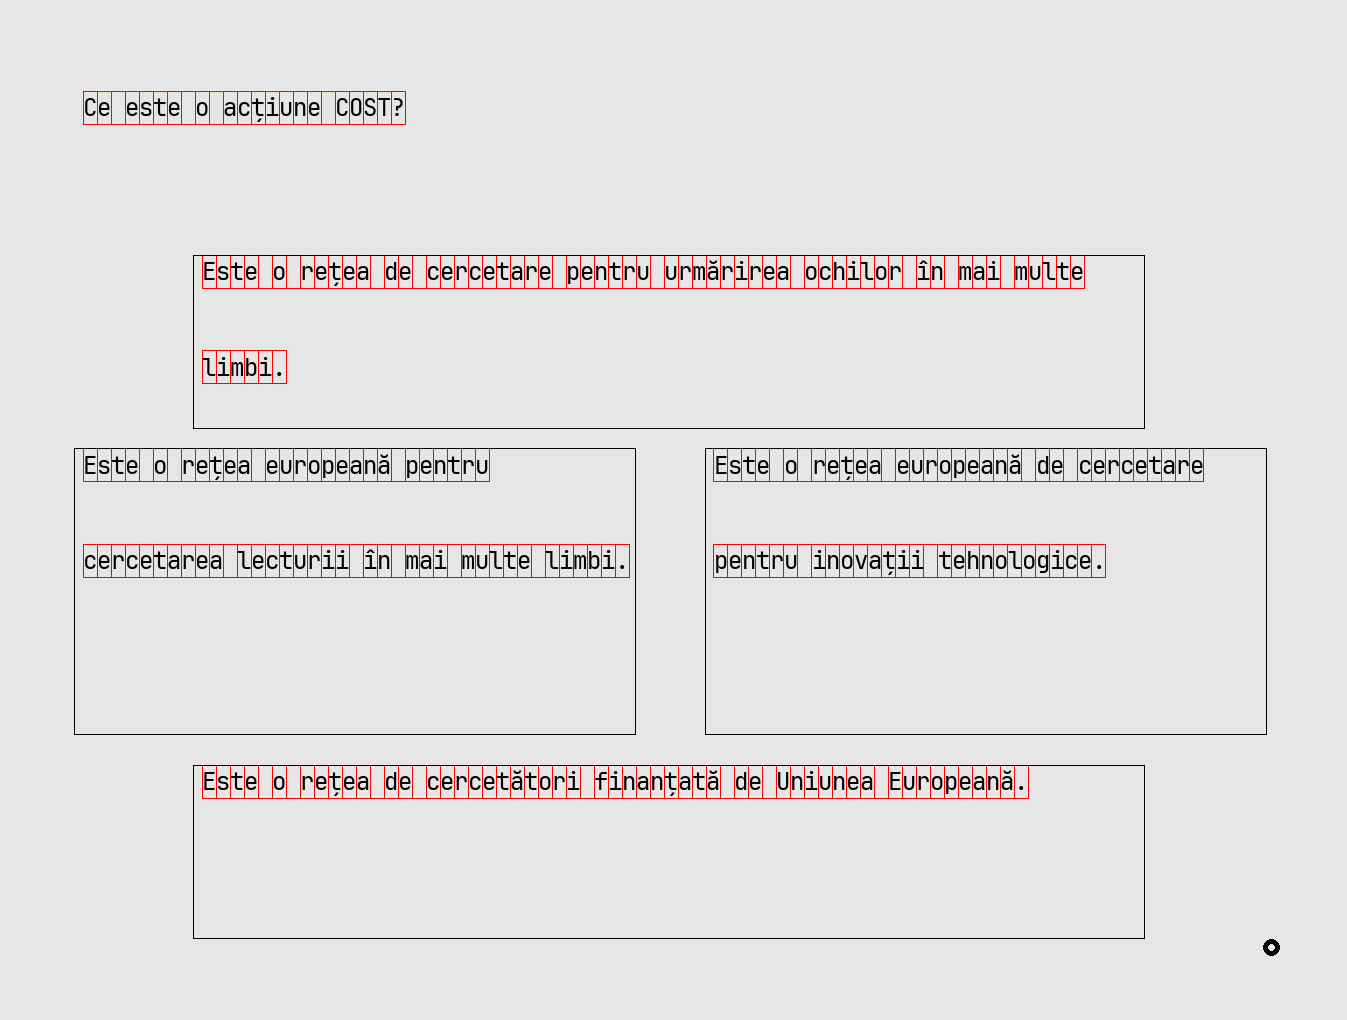 Ce este o acțiune COST?
Este o rețea de cercetare pentru urmărirea ochilor în mai multe
limbi.
Este o rețea europeană pentru
cercetarea lecturii în mai multe limbi.
Este o rețea europeană de cercetare
pentru inovații tehnologice.
Este o rețea de cercetători finanțată de Uniunea Europeană.